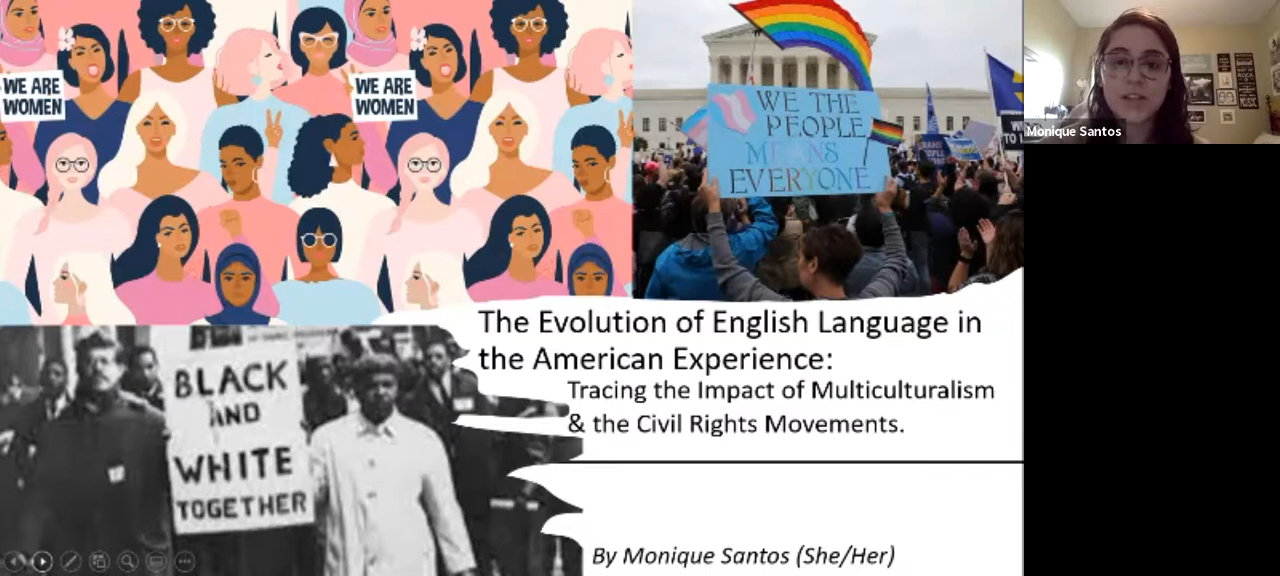 WE ARE
WOMEN
WE ARE
WOMEN
WE THE
PEOPLE
MEANS
EVERYONE
Monique Santos
The Evolution of English Language in
the American Experience:
Tracing the Impact of Multiculturalism
& the Civil Rights Movements.
BLACK
AND
WHITE
TOGETHER
By Monique Santos (She/Her)